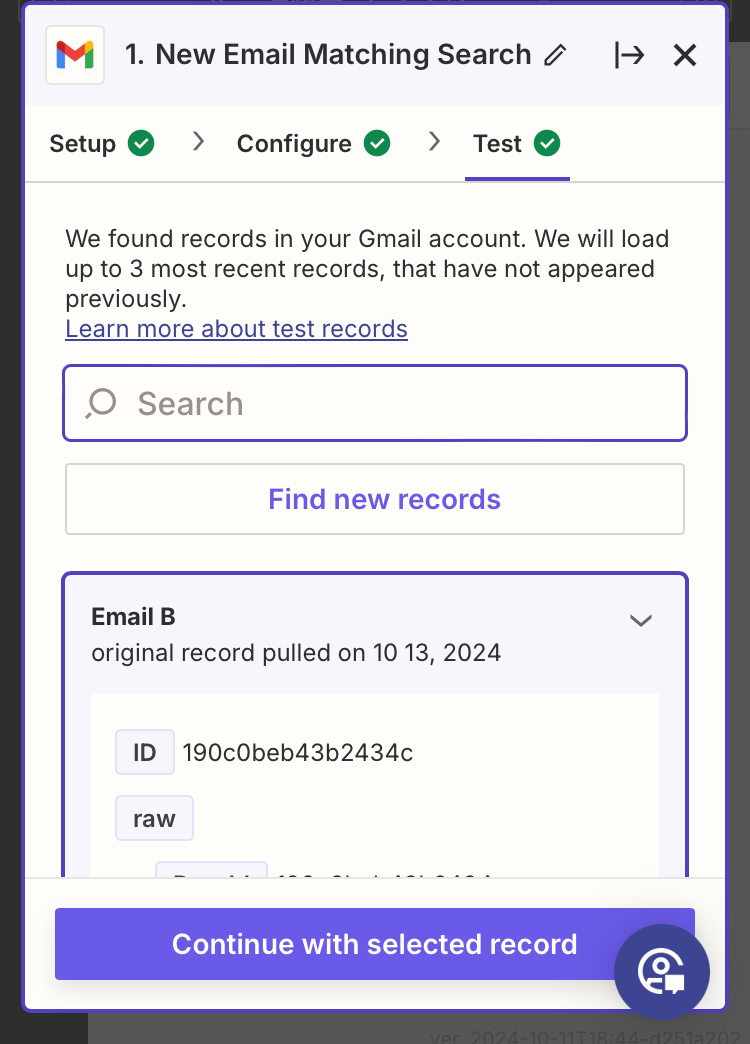 1. New Email Matching Search
Setup
Configure
Test
We found records in your Gmail account. We will load
up to 3 most recent records, that have not appeared
previously.
Learn more about test records
Search
Find new records
Email B
original record pulled on 10 13, 2024
ID 190c0beb43b2434c
raw
Continue with selected record
ver. 2024-10-11T18:44-d251a202